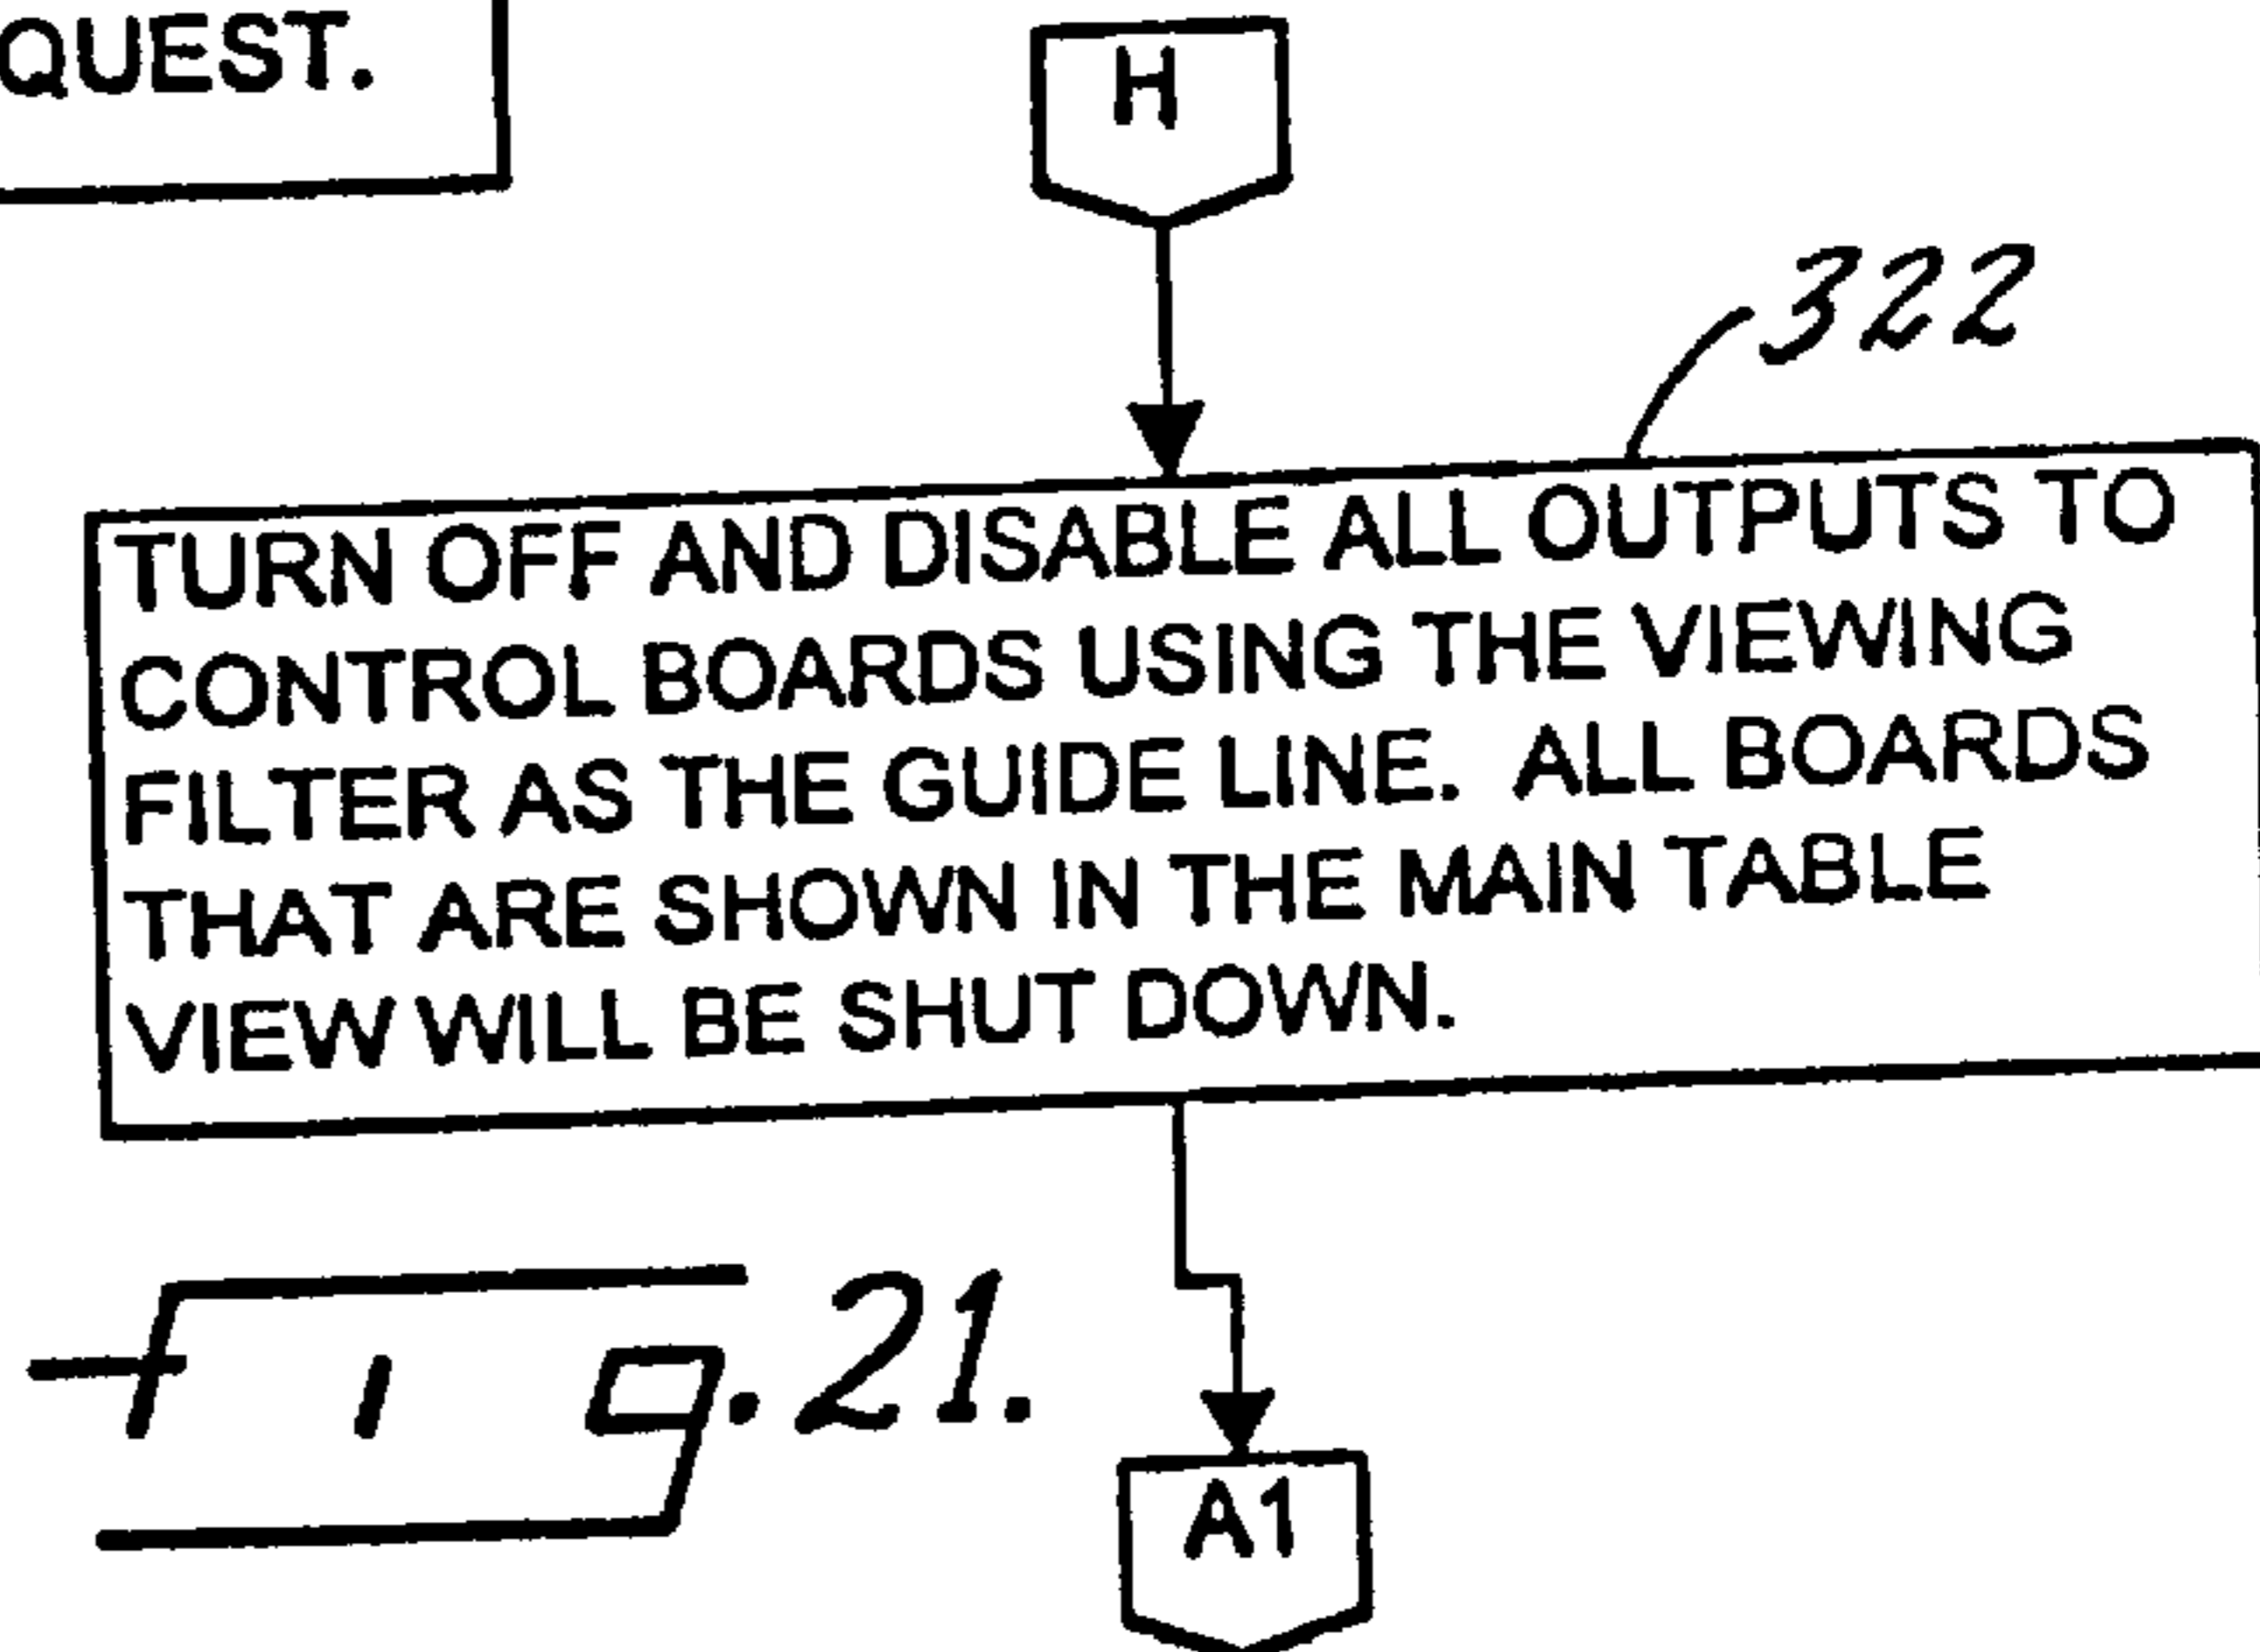 QUEST.
H
322
TURN OFF AND DISABLE ALL OUTPUTS TO
CONTROL BOARDS USING THE VIEWING
FILTER AS THE GUIDE LINE. ALL BOARDS
THAT ARE SHOWN IN THE MAIN TABLE
VIEW WILL BE SHUT DOWN.
Fig. 21.
A1